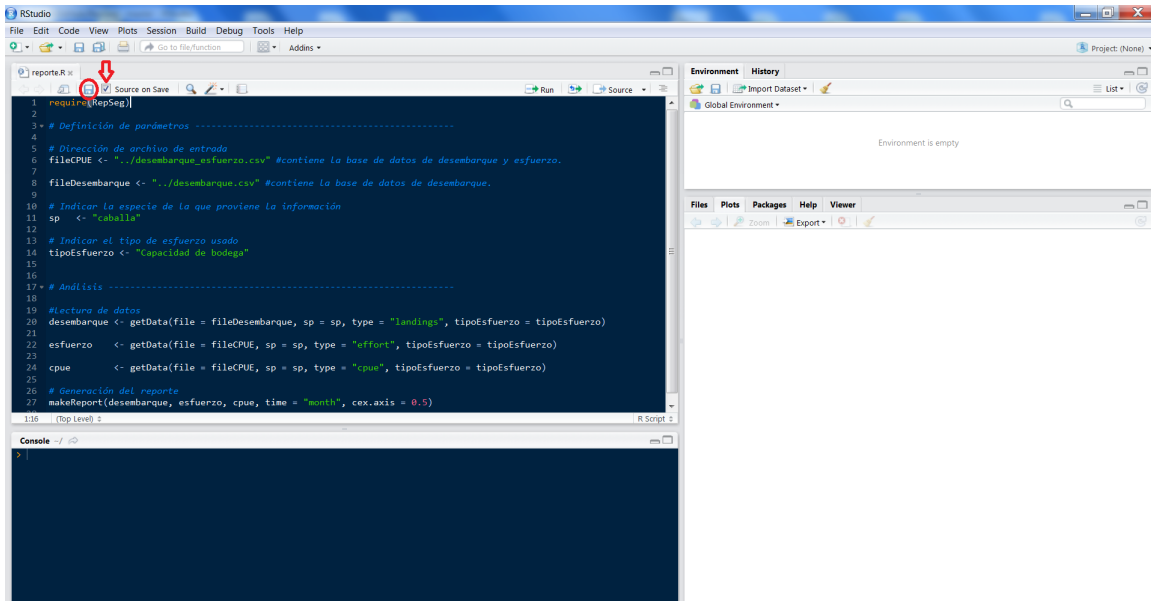 RStudio
File Edit Code View Plots Session Build Debug Tools Help
Go to file/function Addins Project: (None)
reporte.R
Source on Save Run Source
1 require(RepSeg)
2
3 # Definición de parámetros -----------------------------------------------
4
5 # Dirección de archivo de entrada
6 fileCPUE <- "../desembarque_esfuerzo.csv" #contiene la base de datos de desembarque y esfuerzo.
7
8 fileDesembarque <- "../desembarque.csv" #contiene la base de datos de desembarque.
9
10 # Indicar la especie de la que proviene la información
11 sp <- "caballa"
12
13 # Indicar el tipo de esfuerzo usado
14 tipoEsfuerzo <- "Capacidad de bodega"
15
16
17 # Análisis ---------------------------------------------------------------
18
19 #Lectura de datos
20 desembarque <- getData(file = fileDesembarque, sp = sp, type = "landings", tipoEsfuerzo = tipoEsfuerzo)
21
22 esfuerzo <- getData(file = fileCPUE, sp = sp, type = "effort", tipoEsfuerzo = tipoEsfuerzo)
23
24 cpue <- getData(file = fileCPUE, sp = sp, type = "cpue", tipoEsfuerzo = tipoEsfuerzo)
25
26 # Generación del reporte
27 makeReport(desembarque, esfuerzo, cpue, time = "month", cex.axis = 0.5)
1:16 (Top Level) R Script
Console ~/
>
Environment History
Import Dataset List
Global Environment
Environment is empty
Files Plots Packages Help Viewer
Zoom Export